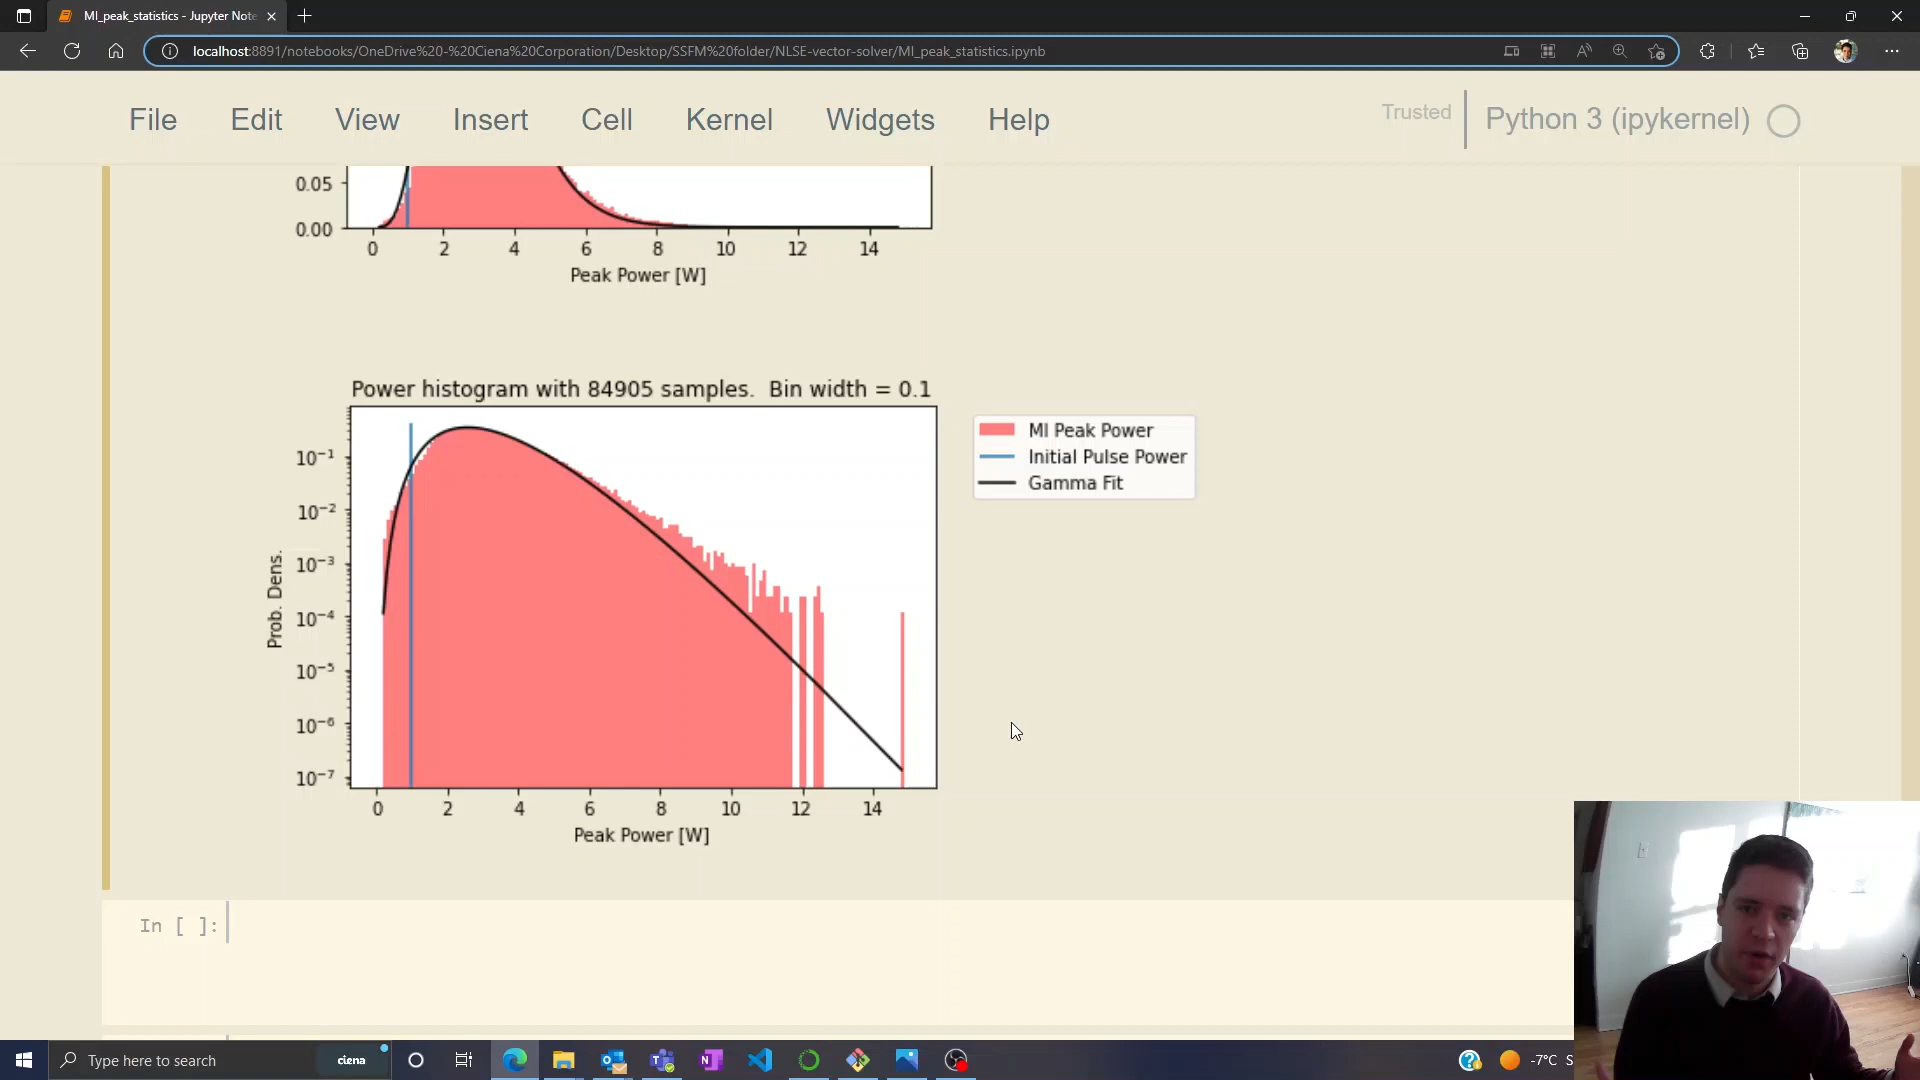 MI_peak_statistics - Jupyter Note
localhost:8891/notebooks/OneDrive%20-%20Ciena%20Corporation/Desktop/SSFM%20folder/NLSE-vector-solver/MI_peak_statistics.ipynb
File Edit View Insert Cell Kernel Widgets Help Trusted Python 3 (ipykernel)
0.05
0.00
0 2 4 6 8 10 12 14
Peak Power [W]
Power histogram with 84905 samples.  Bin width = 0.1
MI Peak Power
Initial Pulse Power
Gamma Fit
10⁻¹
10⁻²
10⁻³
10⁻⁴
10⁻⁵
10⁻⁶
10⁻⁷
Prob. Dens.
0 2 4 6 8 10 12 14
Peak Power [W]
In [ ]:
Type here to search ciena -7°C S